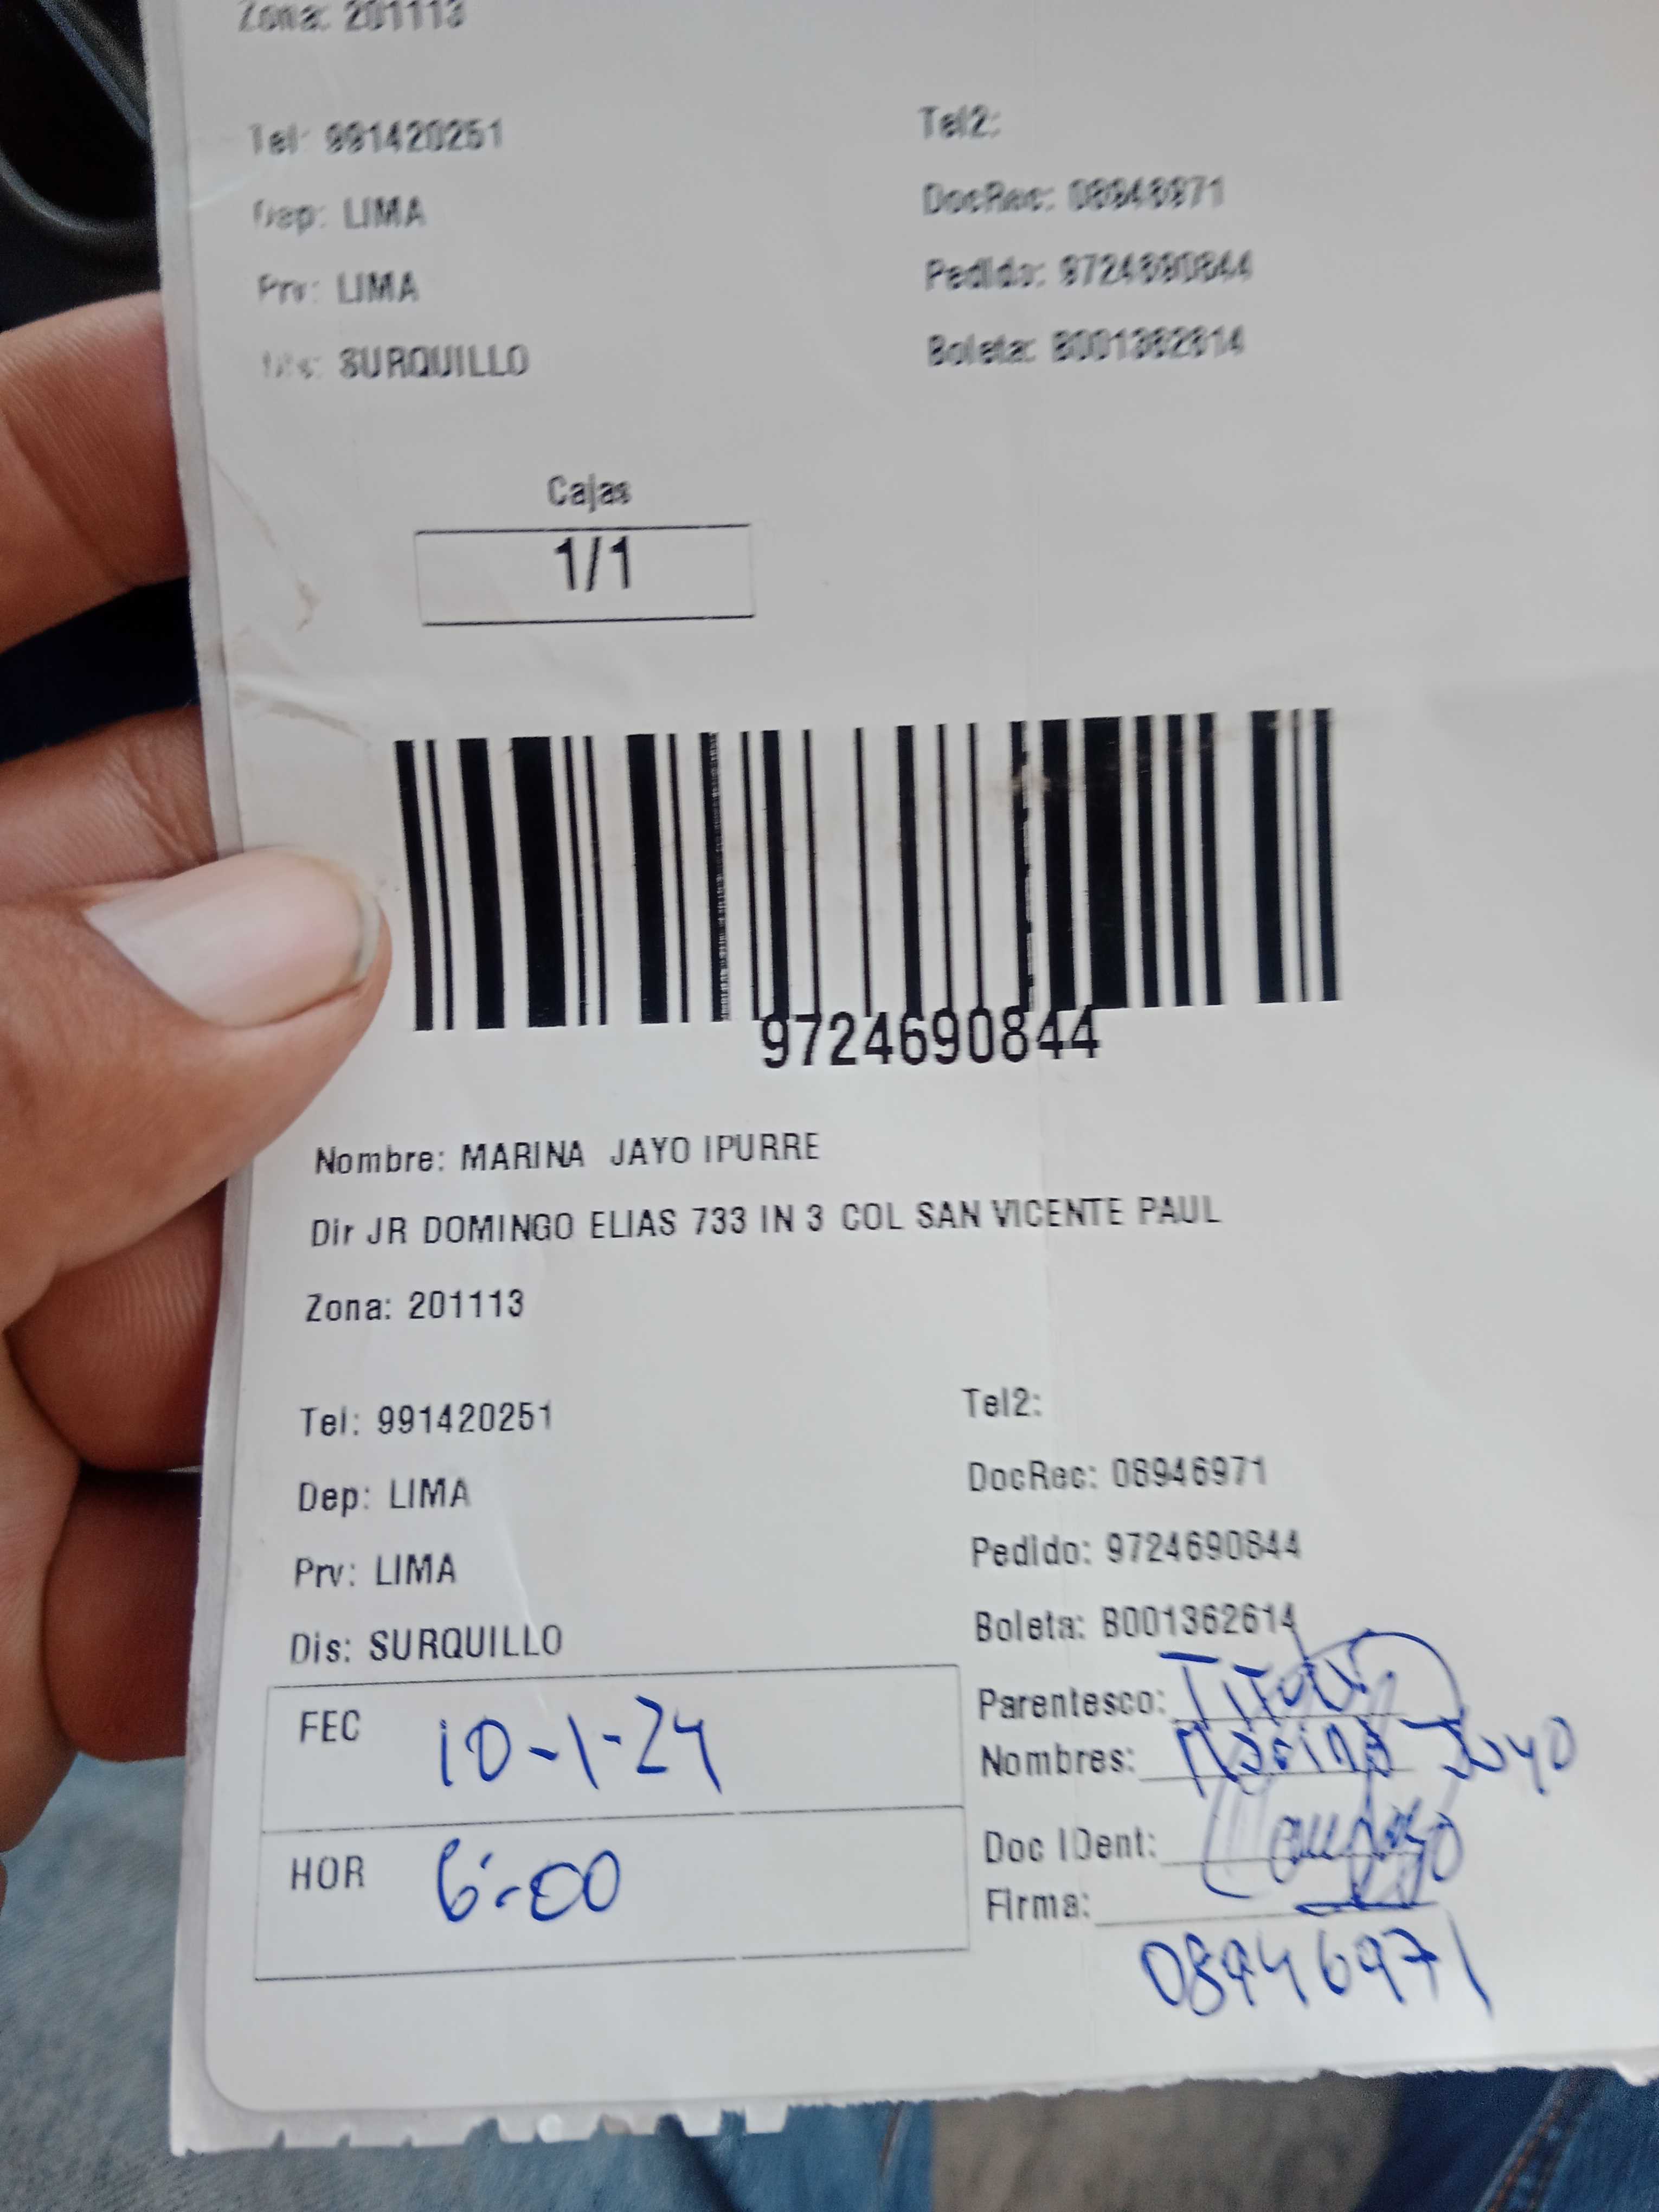 Zona: 201113
Tel: 991420251
Tel2:
Dep: LIMA
DocRec: 08946971
Prv: LIMA
Pedido: 9724690844
Dis: SURQUILLO
Boleta: B001362614
Cajas
1/1
9724690844
Nombre: MARINA JAYO IPURRE
Dir JR DOMINGO ELIAS 733 IN 3 COL SAN VICENTE PAUL
Zona: 201113
Tel: 991420251
Tel2:
Dep: LIMA
DocRec: 08946971
Prv: LIMA
Pedido: 9724690844
Dis: SURQUILLO
Boleta: B001362614
FEC 10-1-24
Parentesco:
Nombres: Marina Jayo
HOR 6:00
Doc IDent:
Firma:
08946971